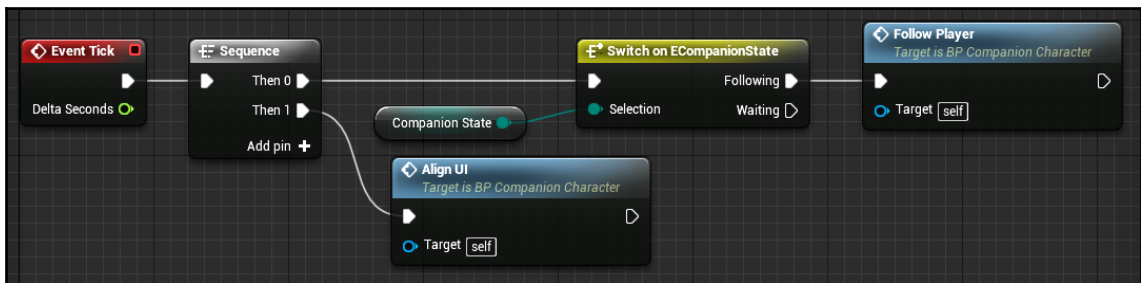 Event Tick
Delta Seconds
Sequence
Then 0
Then 1
Add pin
Companion State
Align UI
Target is BP Companion Character
Target self
Switch on ECompanionState
Following
Selection
Waiting
Follow Player
Target is BP Companion Character
Target self